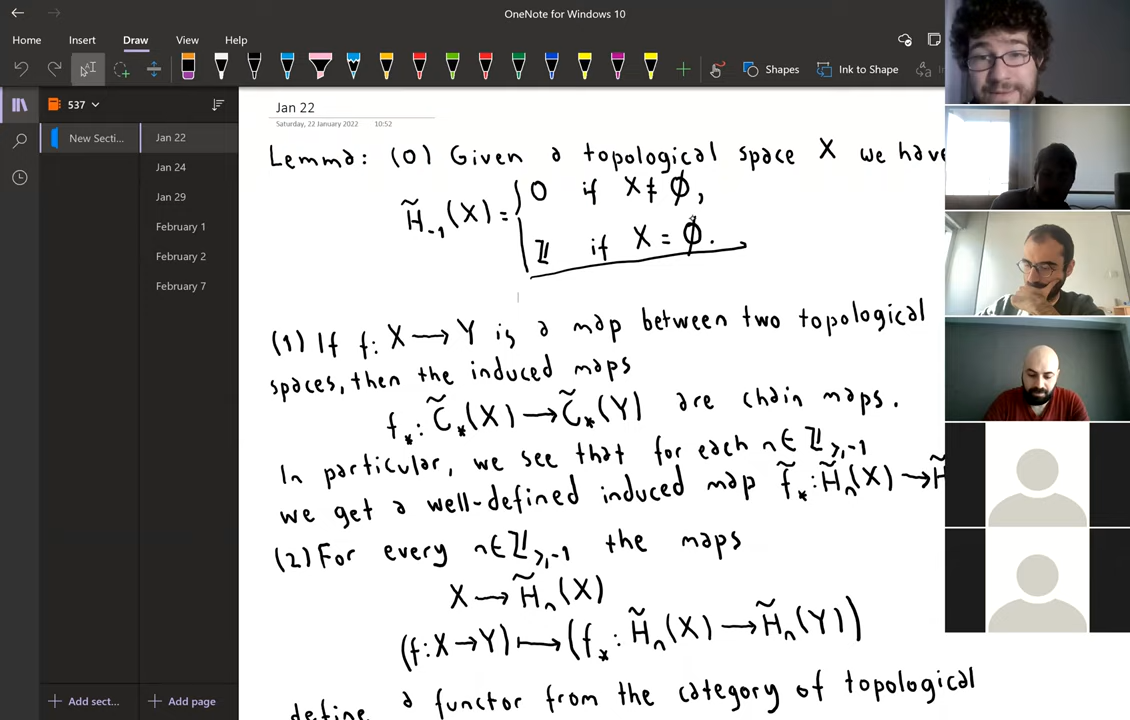 OneNote for Windows 10
Home Insert Draw View Help
Shapes Ink to Shape
537
New Secti...
Jan 22
Jan 24
Jan 29
February 1
February 2
February 7
Add sect... Add page
Jan 22
Saturday, 22 January 2022 10:52
Lemma: (0) Given a topological space X we have
H̃₋₁(X) = { 0 if X ≠ ∅,
ℤ if X = ∅.
(1) If f: X → Y is a map between two topological
spaces, then the induced maps
f_* : C̃_*(X) → C̃_*(Y) are chain maps.
In particular, we see that for each n ∈ ℤ≥-1
we get a well-defined induced map f̃_* : H̃ₙ(X) → H̃
(2) For every n ∈ ℤ≥-1 the maps
X → H̃ₙ(X)
(f: X → Y) ↦ (f_* : H̃ₙ(X) → H̃ₙ(Y))
define a functor from the category of topological